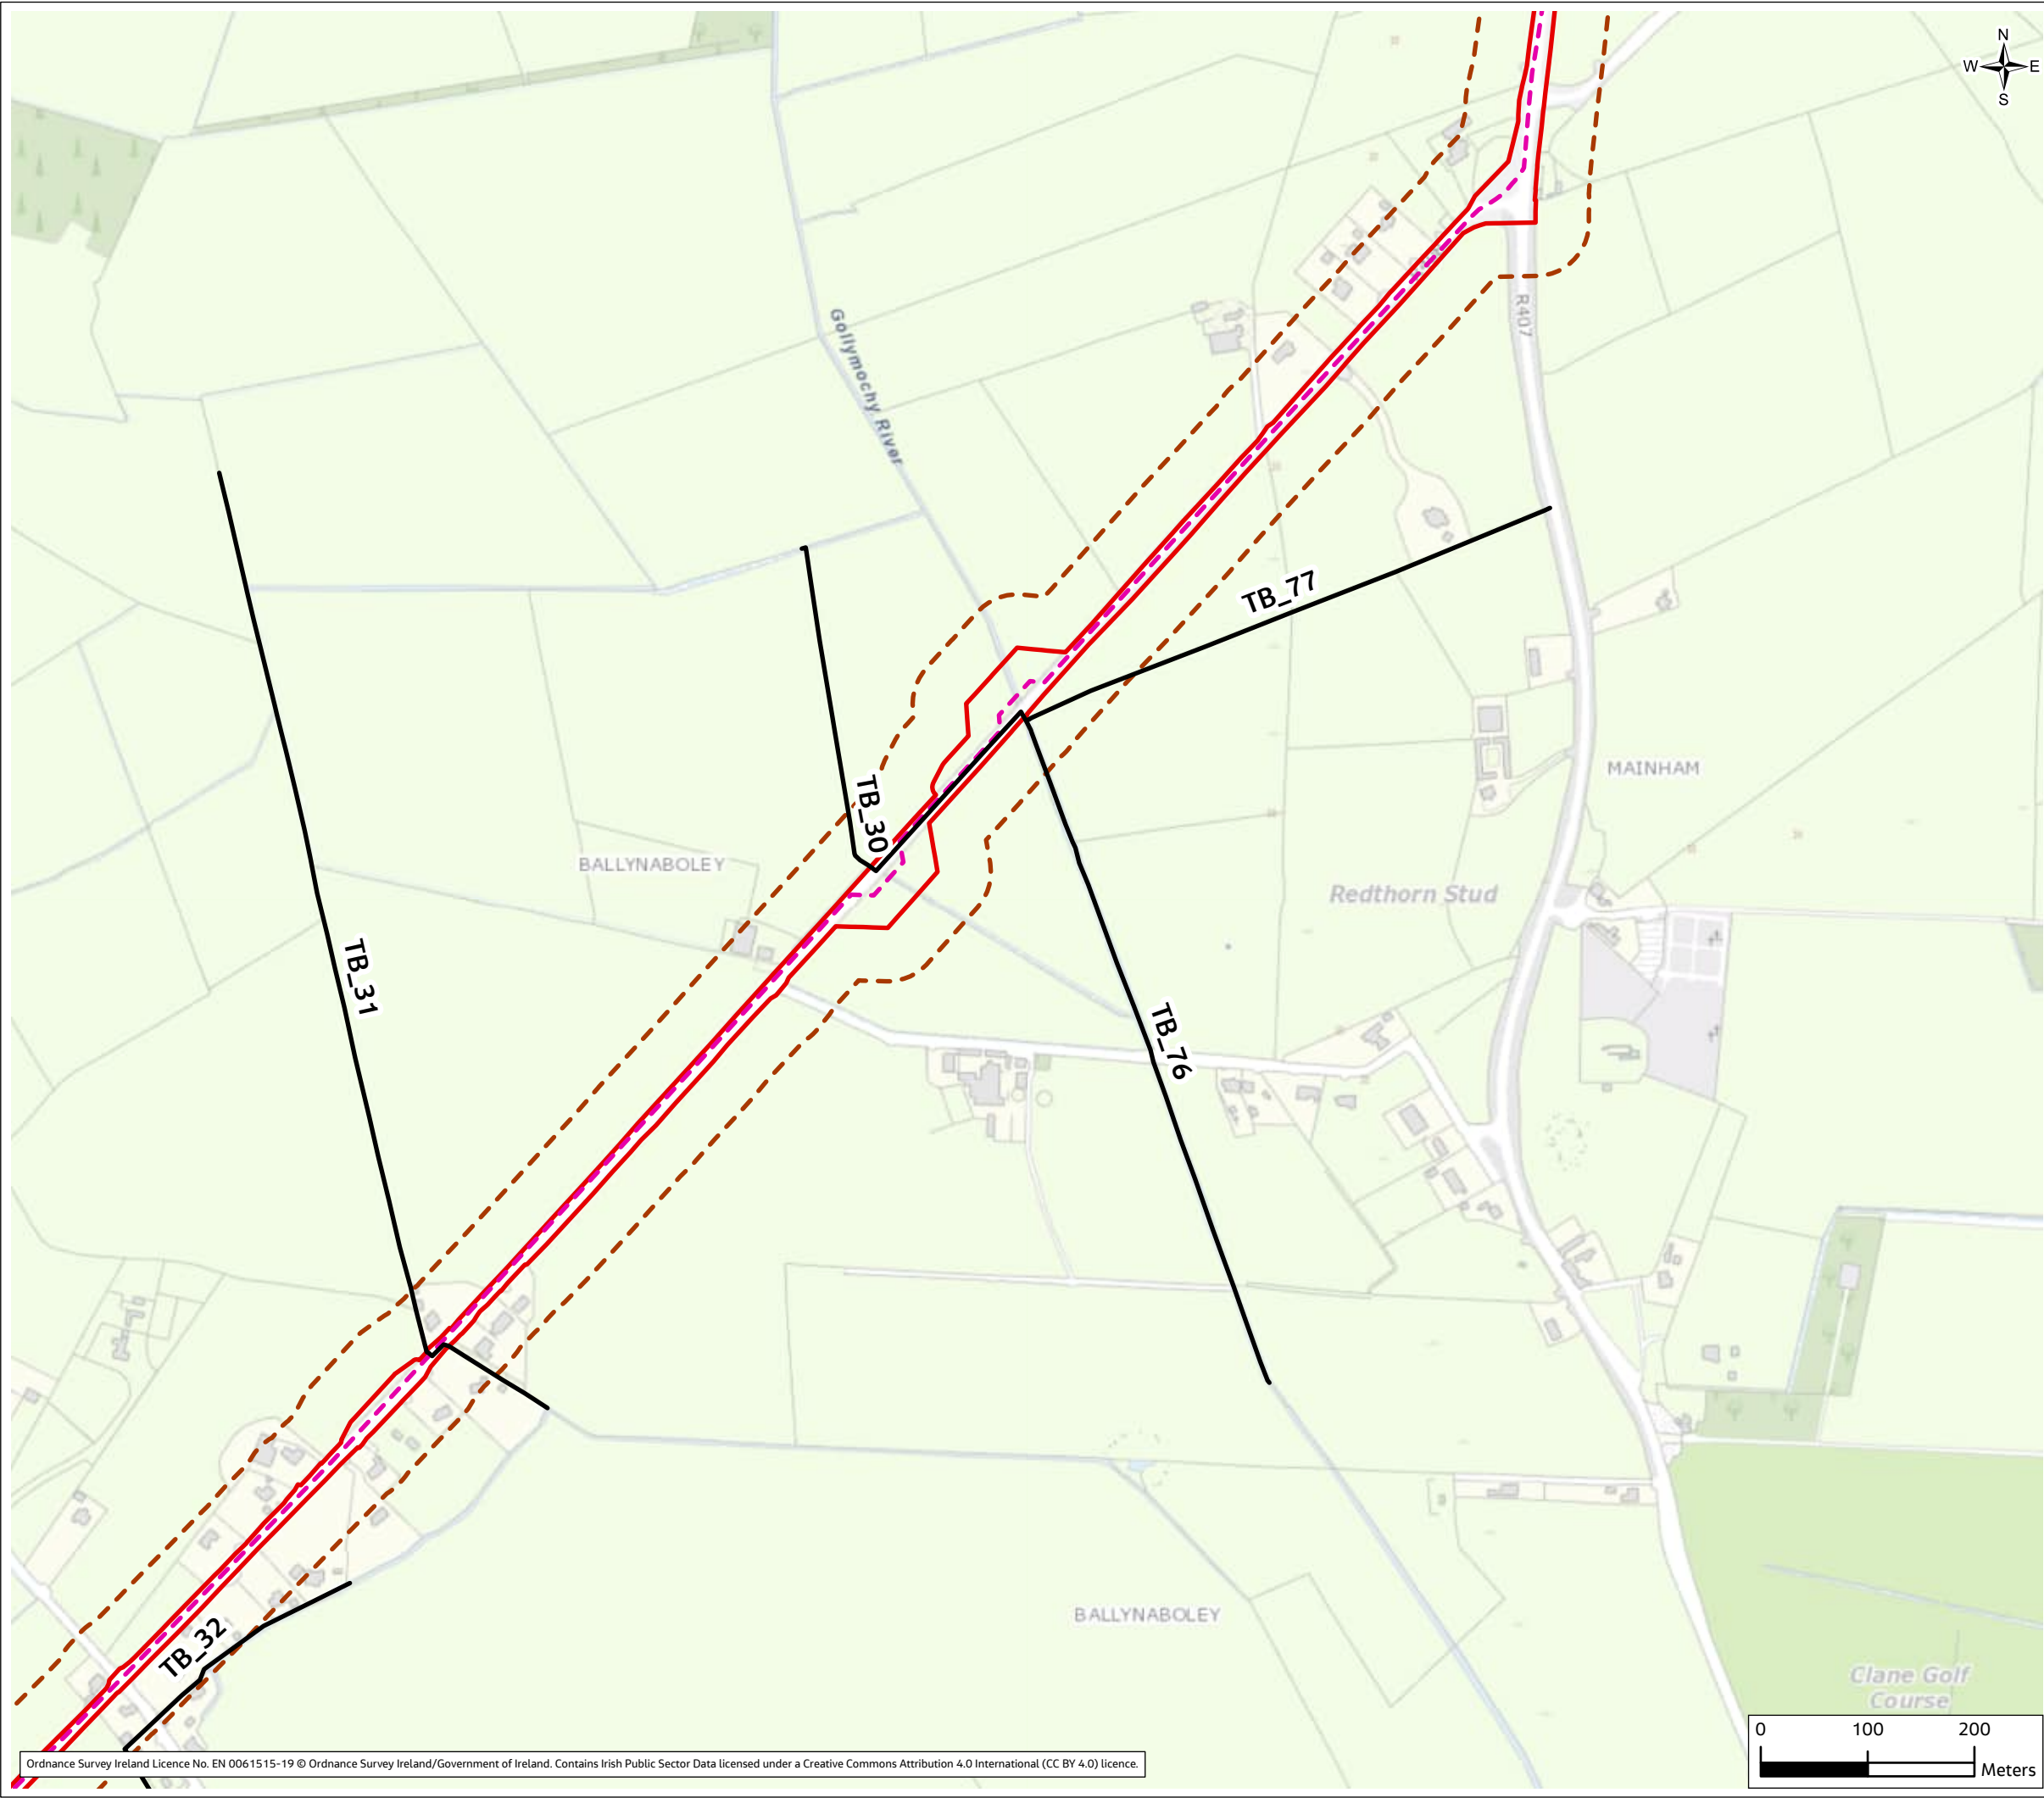 N
W E
S
R407
Gollymochy River
TB_77
TB_30
MAINHAM
BALLYNABOLEY
Redthorn Stud
TB_31
TB_76
BALLYNABOLEY
TB_32
Clane Golf
Course
0 100 200
Meters
Ordnance Survey Ireland Licence No. EN 0061515-19 © Ordnance Survey Ireland/Government of Ireland. Contains Irish Public Sector Data licensed under a Creative Commons Attribution 4.0 International (CC BY 4.0) licence.